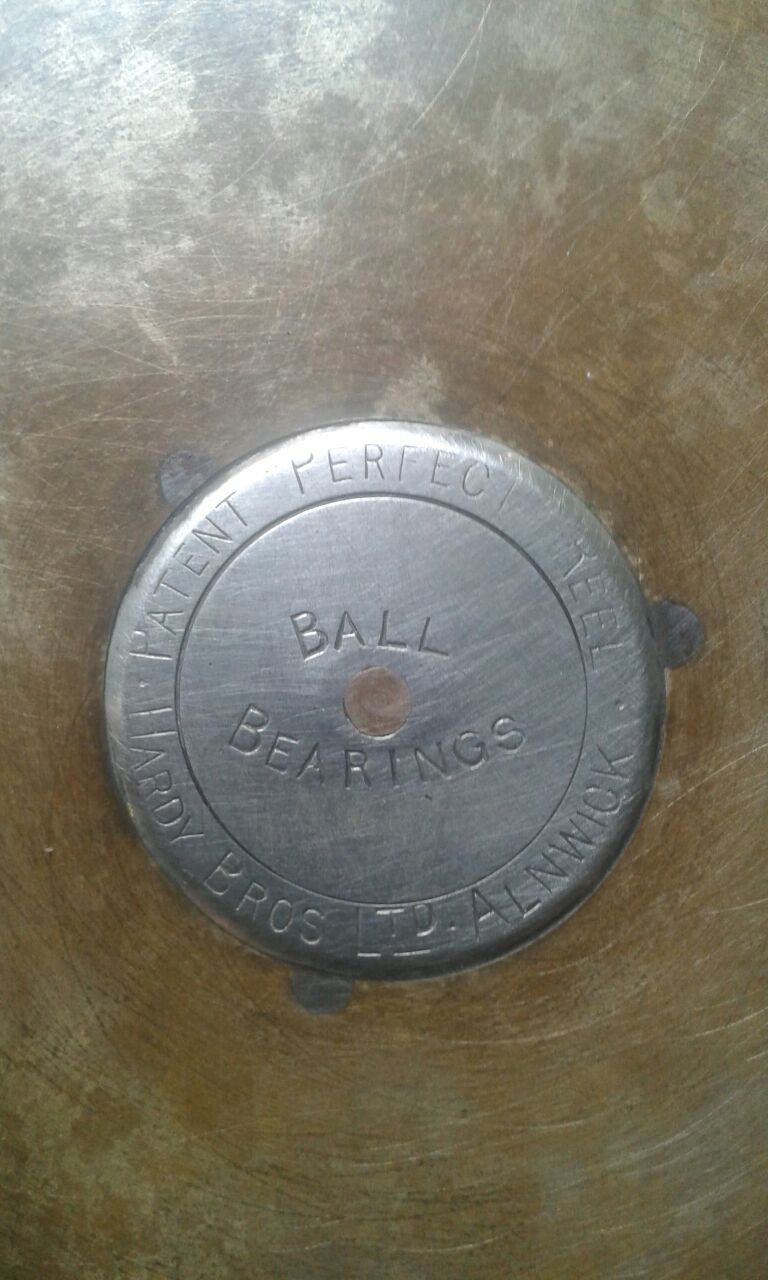 · PATENT PERFECT REEL ·
BALL
BEARINGS
HARDY BROS LTD. ALNWICK